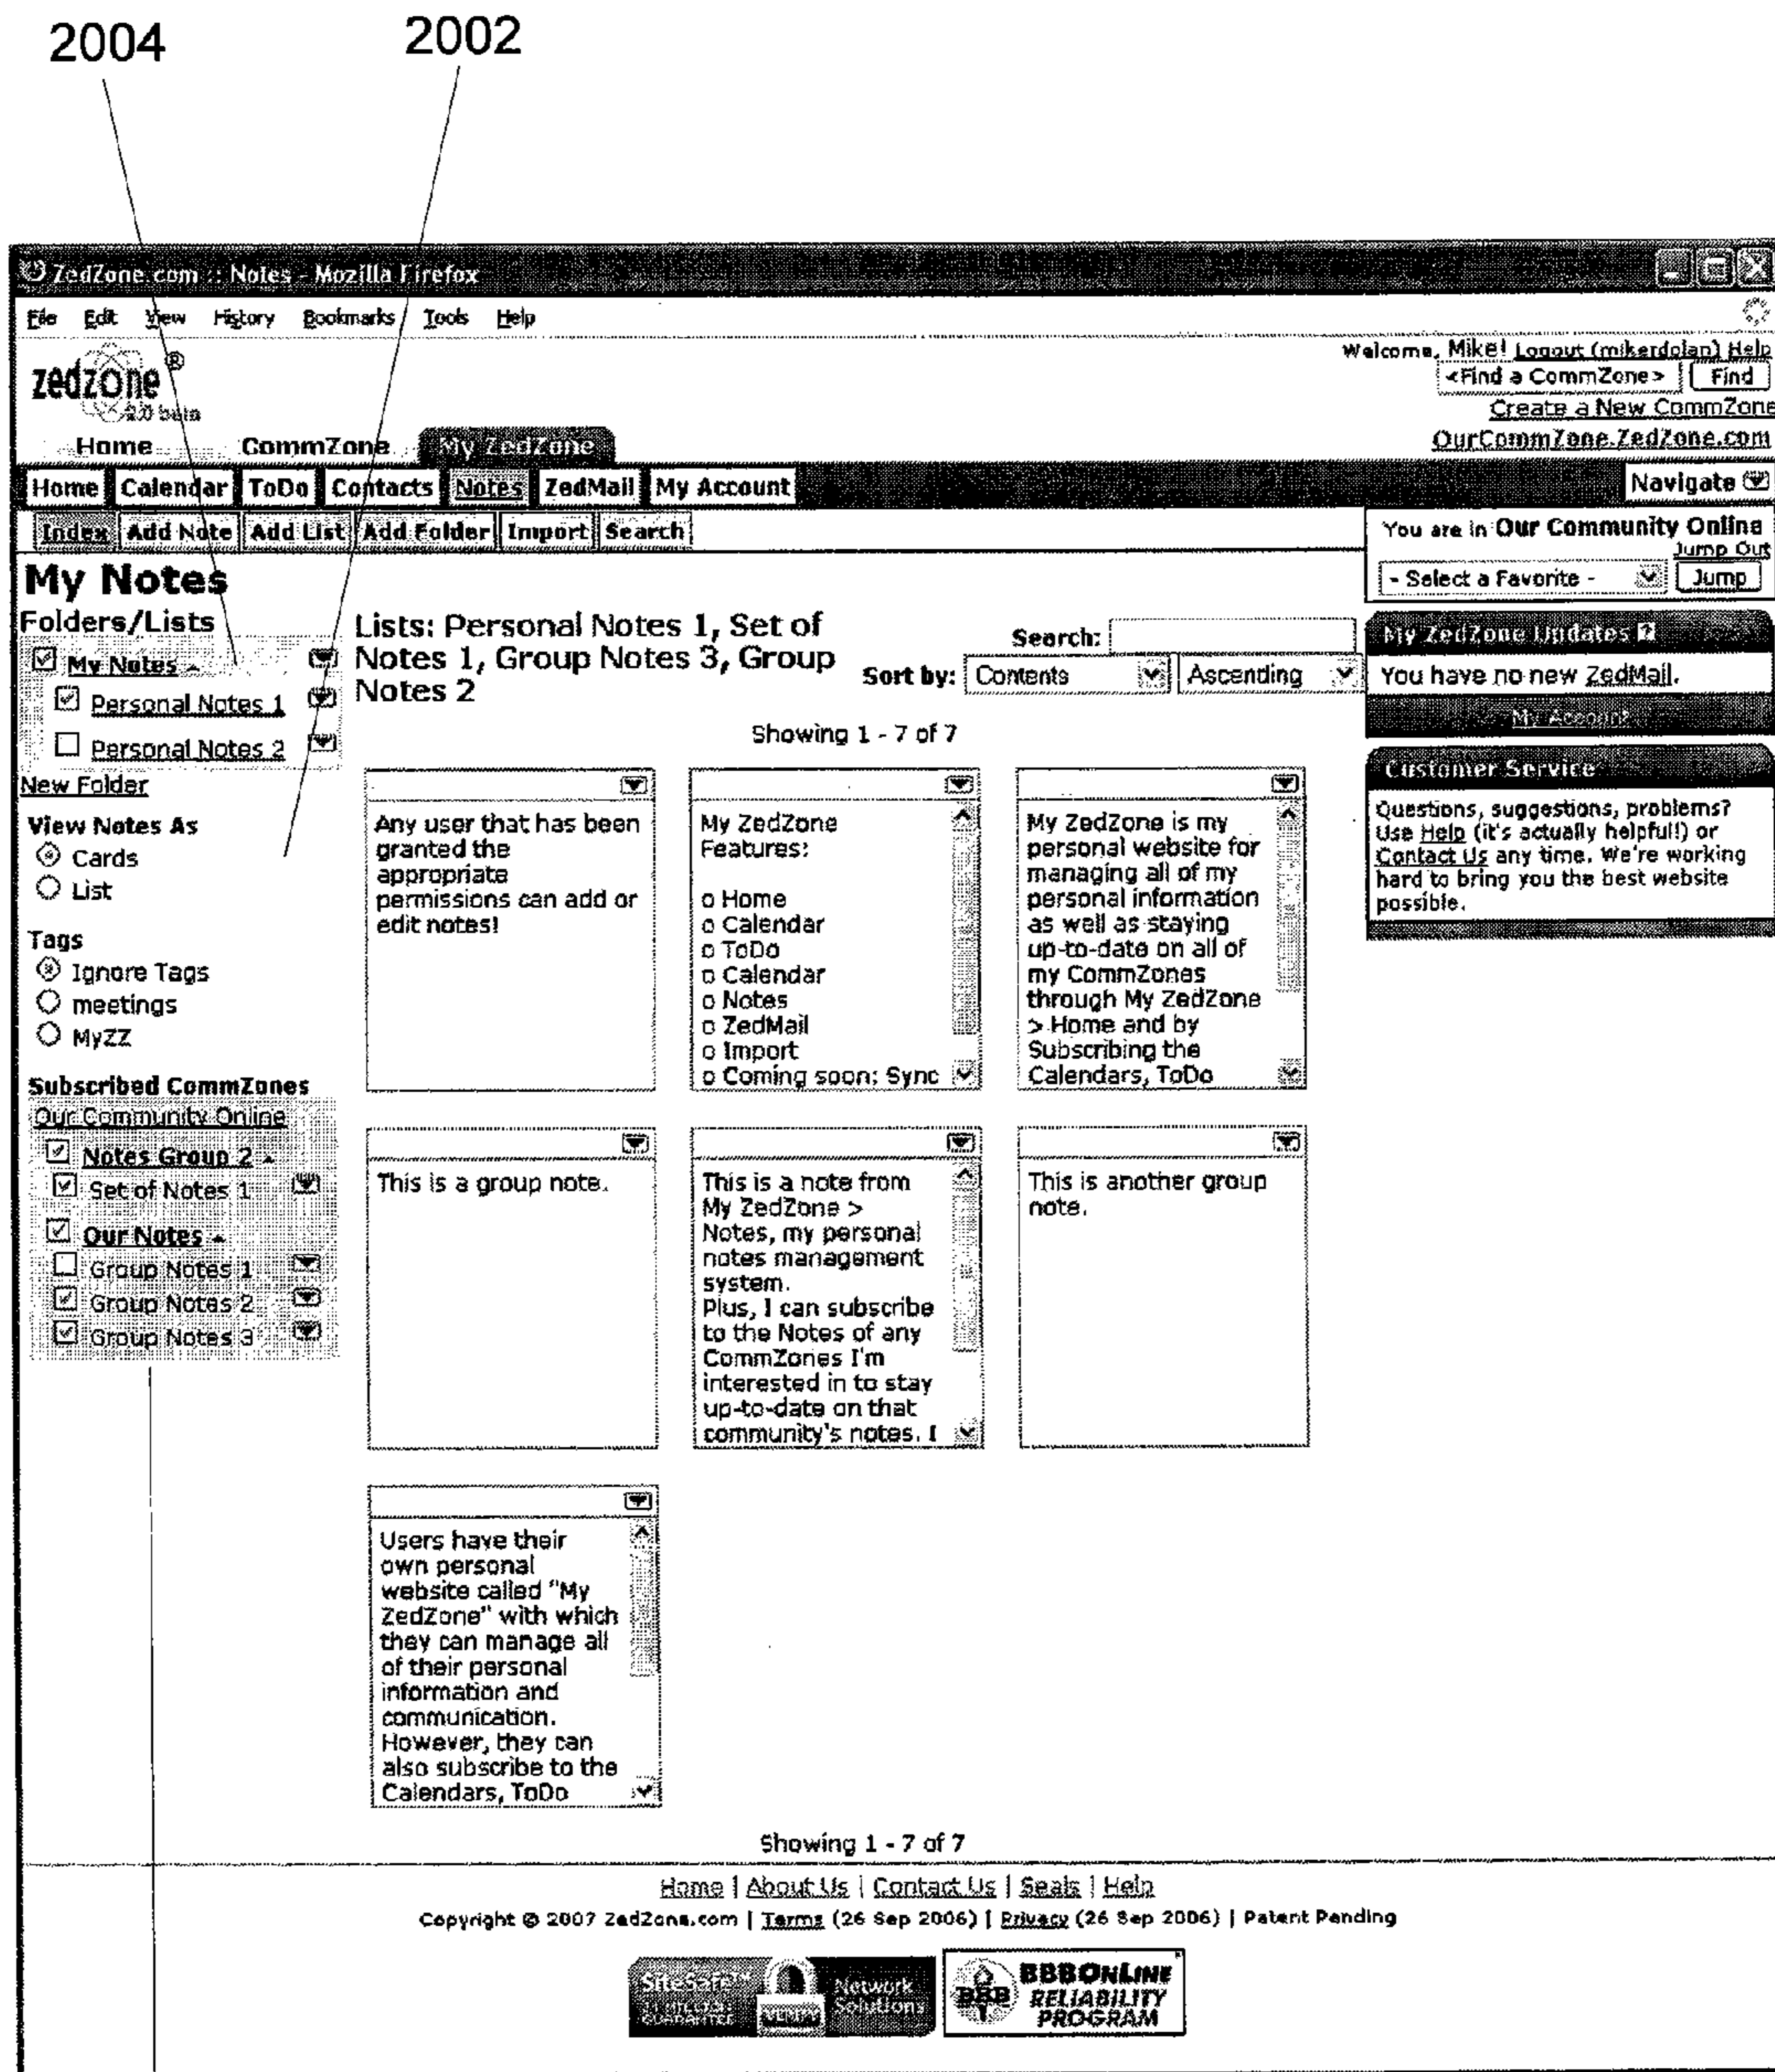 2004
2002
ZedZone.com :: Notes - Mozilla Firefox
File Edit View History Bookmarks Tools Help
zedzone®
2.0 beta
Welcome, Mike! Logout (mikerdolan) Help
<Find a CommZone> Find
Create a New CommZone
OurCommZone.ZedZone.com
Home CommZone My ZedZone
Home Calendar ToDo Contacts Notes ZedMail My Account
Navigate
Index Add Note Add List Add Folder Import Search
You are in Our Community Online
Jump Out
- Select a Favorite - Jump
My Notes
Folders/Lists
My Notes
Personal Notes 1
Personal Notes 2
New Folder
View Notes As
Cards
List
Tags
Ignore Tags
meetings
MyZZ
Subscribed CommZones
Our Community Online
Notes Group 2
Set of Notes 1
Our Notes
Group Notes 1
Group Notes 2
Group Notes 3
Lists: Personal Notes 1, Set of
Notes 1, Group Notes 3, Group
Notes 2
Search:
Sort by: Contents Ascending
Showing 1 - 7 of 7
Any user that has been
granted the
appropriate
permissions can add or
edit notes!
My ZedZone
Features:
o Home
o Calendar
o ToDo
o Calendar
o Notes
o ZedMail
o Import
o Coming soon: Sync
My ZedZone is my
personal website for
managing all of my
personal information
as well as staying
up-to-date on all of
my CommZones
through My ZedZone
> Home and by
Subscribing the
Calendars, ToDo
This is a group note.
This is a note from
My ZedZone >
Notes, my personal
notes management
system.
Plus, I can subscribe
to the Notes of any
CommZones I'm
interested in to stay
up-to-date on that
community's notes. I
This is another group
note.
Users have their
own personal
website called "My
ZedZone" with which
they can manage all
of their personal
information and
communication.
However, they can
also subscribe to the
Calendars, ToDo
Showing 1 - 7 of 7
My ZedZone Updates
You have no new ZedMail.
My Account
Customer Service
Questions, suggestions, problems?
Use Help (it's actually helpful!) or
Contact Us any time. We're working
hard to bring you the best website
possible.
Home | About Us | Contact Us | Seals | Help
Copyright © 2007 ZedZone.com | Terms (26 Sep 2006) | Privacy (26 Sep 2006) | Patent Pending
SiteSafe™
GUARANTEE
Network
Solutions
BBB
BBBOnLine
RELIABILITY
PROGRAM